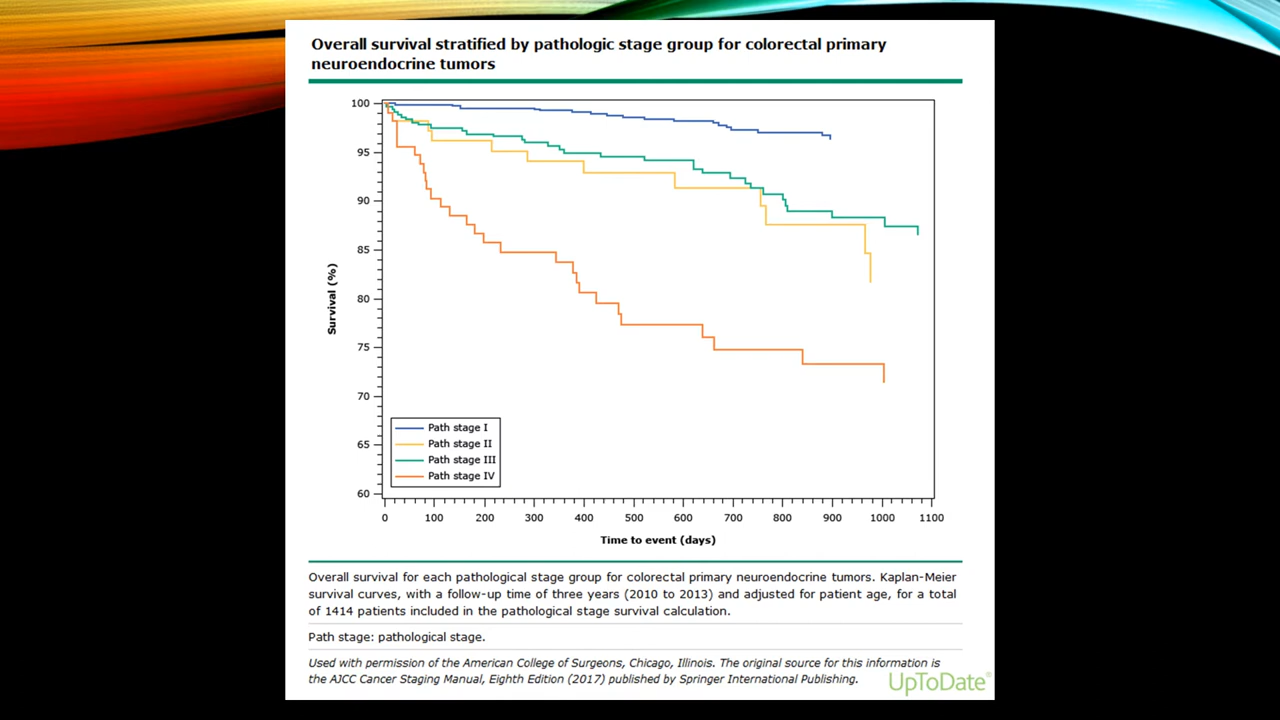 Overall survival stratified by pathologic stage group for colorectal primary
neuroendocrine tumors
100
95
90
85
80
75
70
65
60
Survival (%)
Path stage I
Path stage II
Path stage III
Path stage IV
0 100 200 300 400 500 600 700 800 900 1000 1100
Time to event (days)
Overall survival for each pathological stage group for colorectal primary neuroendocrine tumors. Kaplan-Meier
survival curves, with a follow-up time of three years (2010 to 2013) and adjusted for patient age, for a total
of 1414 patients included in the pathological stage survival calculation.
Path stage: pathological stage.
Used with permission of the American College of Surgeons, Chicago, Illinois. The original source for this information is
the AJCC Cancer Staging Manual, Eighth Edition (2017) published by Springer International Publishing.
UpToDate®